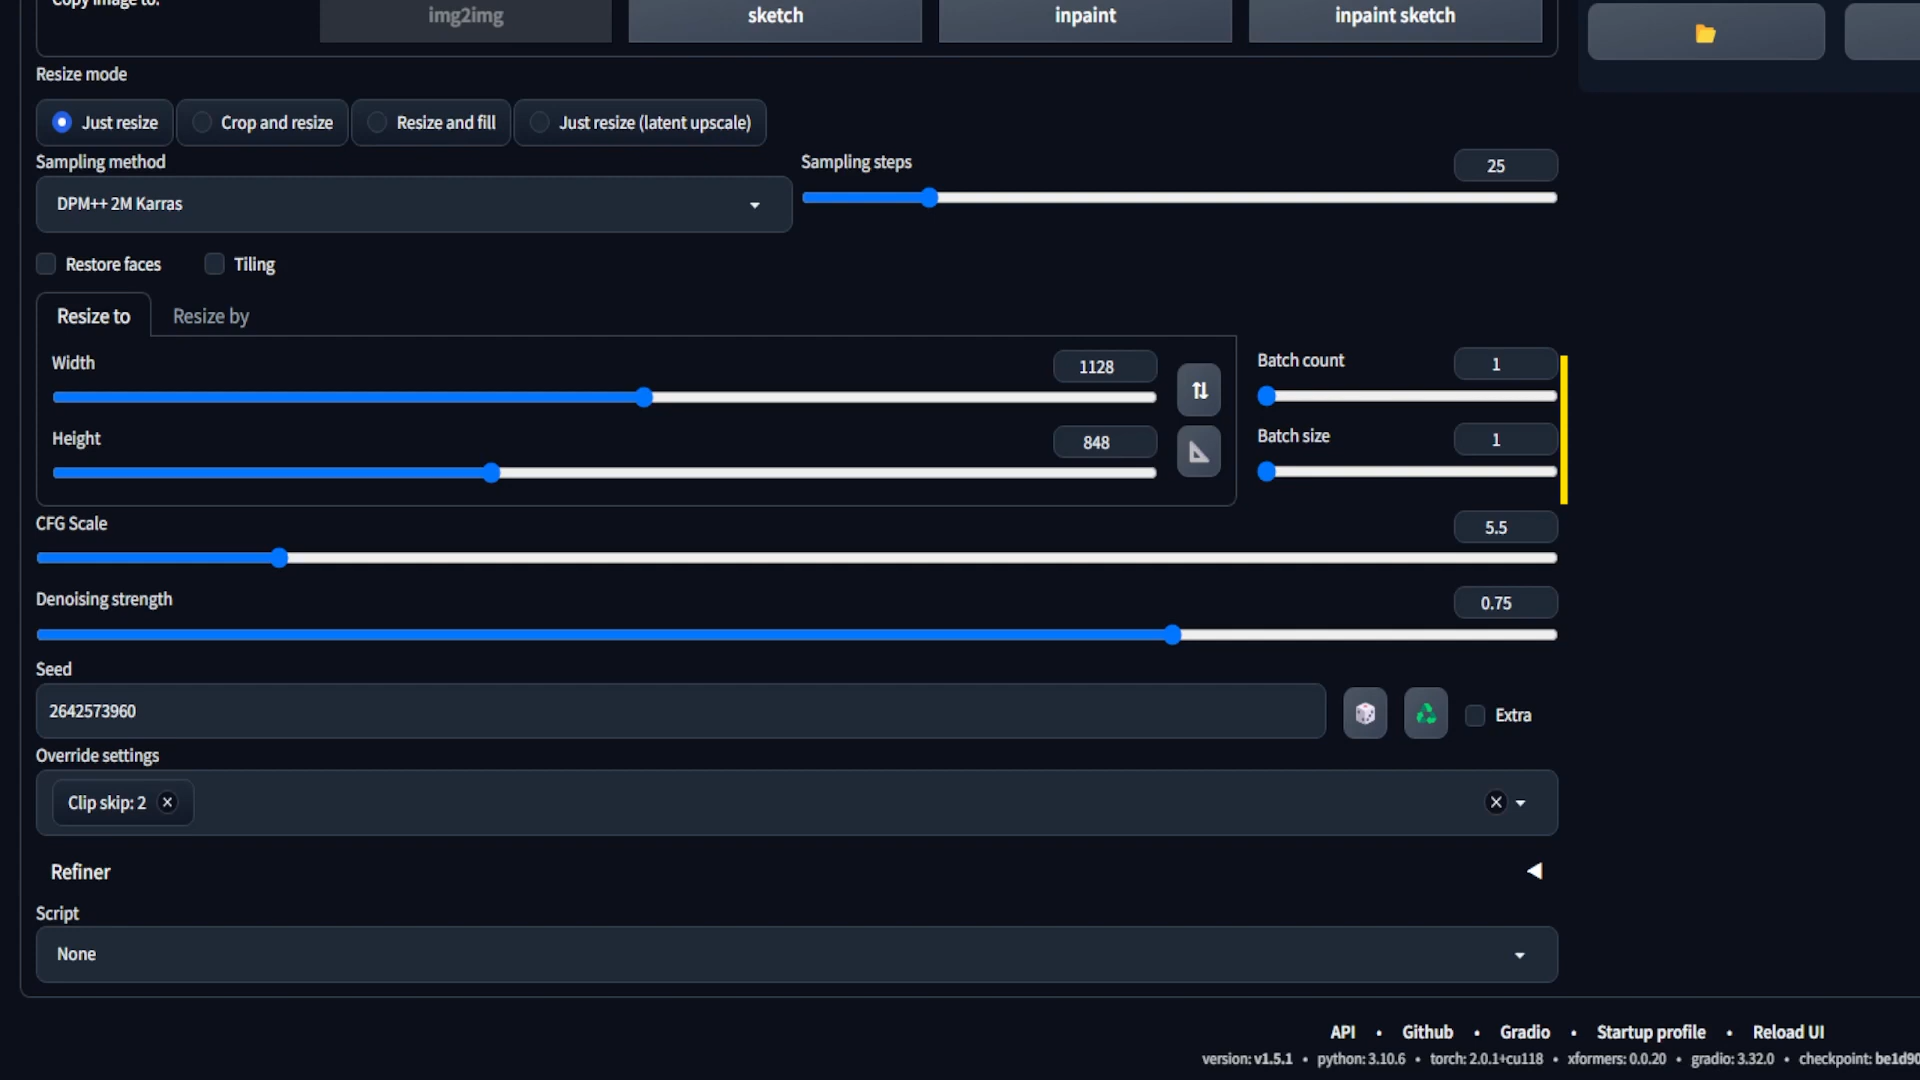 Copy image to:
img2img
sketch
inpaint
inpaint sketch
Resize mode
Just resize
Crop and resize
Resize and fill
Just resize (latent upscale)
Sampling method
Sampling steps
25
DPM++ 2M Karras
Restore faces
Tiling
Resize to
Resize by
Width
1128
Batch count
1
Height
848
Batch size
1
CFG Scale
5.5
Denoising strength
0.75
Seed
2642573960
Extra
Override settings
Clip skip: 2
Refiner
Script
None
API • Github • Gradio • Startup profile • Reload UI
version: v1.5.1 • python: 3.10.6 • torch: 2.0.1+cu118 • xformers: 0.0.20 • gradio: 3.32.0 • checkpoint: be1d90